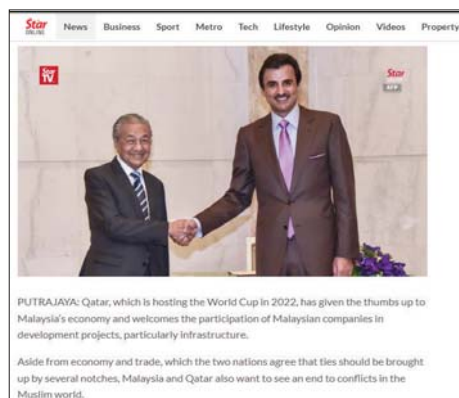 Star
ONLINE
News Business Sport Metro Tech Lifestyle Opinion Videos Property
Star
TV
Star
AFP
PUTRAJAYA: Qatar, which is hosting the World Cup in 2022, has given the thumbs up to
Malaysia's economy and welcomes the participation of Malaysian companies in
development projects, particularly infrastructure.
Aside from economy and trade, which the two nations agree that ties should be brought
up by several notches, Malaysia and Qatar also want to see an end to conflicts in the
Muslim world.